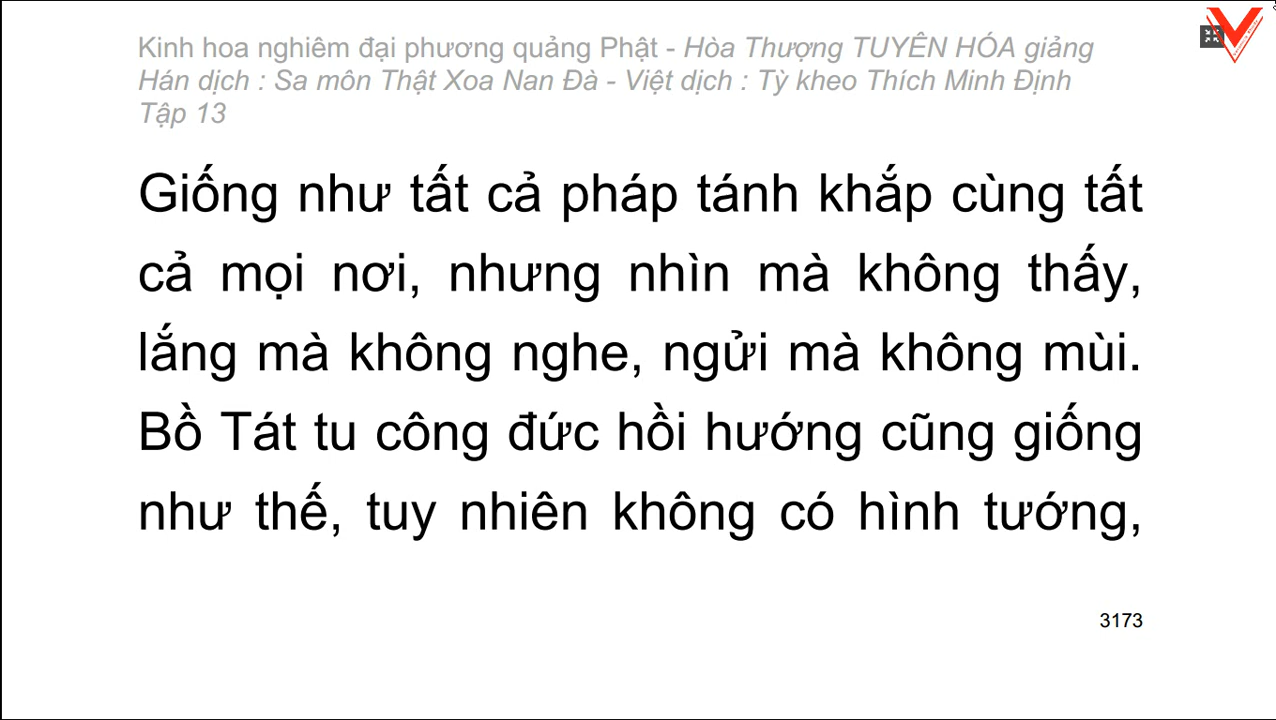 Kinh hoa nghiêm đại phương quảng Phật - Hòa Thượng TUYÊN HÓA giảng
Hán dịch : Sa môn Thật Xoa Nan Đà - Việt dịch : Tỳ kheo Thích Minh Định
Tập 13
Giống như tất cả pháp tánh khắp cùng tất
cả mọi nơi, nhưng nhìn mà không thấy,
lắng mà không nghe, ngửi mà không mùi.
Bồ Tát tu công đức hồi hướng cũng giống
như thế, tuy nhiên không có hình tướng,
3173